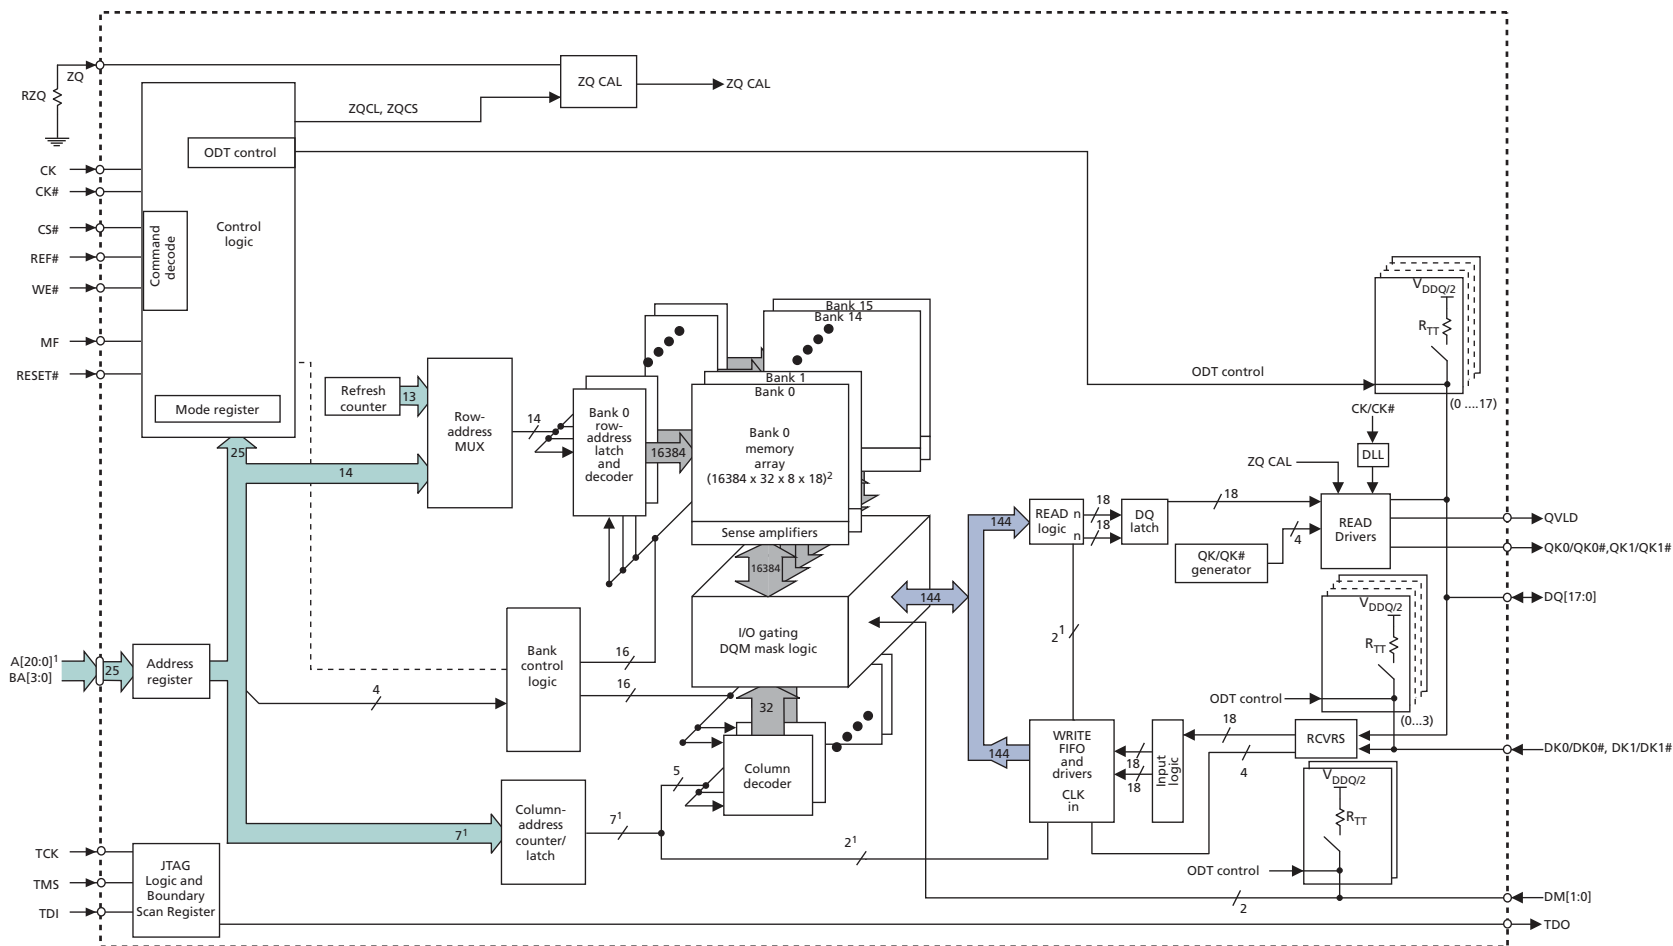 ZQ
RZQ
ZQ CAL
ZQ CAL
ZQCL, ZQCS
ODT control
CK
CK#
CS#
REF#
WE#
MF
RESET#
Command
decode
Control
logic
Mode register
25
14
Refresh
counter
13
Row-
address
MUX
14
Bank 0
row-
address
latch
and
decoder
16384
Bank 15
Bank 14
Bank 1
Bank 0
Bank 0
memory
array
(16384 x 32 x 8 x 18)²
Sense amplifiers
16384
I/O gating
DQM mask logic
32
Column
decoder
5
A[20:0]¹
BA[3:0]
25
Address
register
4
Bank
control
logic
16
16
7¹
Column-
address
counter/
latch
7¹
2¹
TCK
TMS
TDI
JTAG
Logic and
Boundary
Scan Register
144
144
144
READ
logic
n
n
18
18
DQ
latch
18
2¹
QK/QK#
generator
4
ZQ CAL
CK/CK#
DLL
READ
Drivers
ODT control
VDDQ/2
RTT
(0 ....17)
QVLD
QK0/QK0#,QK1/QK1#
DQ[17:0]
VDDQ/2
RTT
ODT control
(0...3)
WRITE
FIFO
and
drivers
CLK
in
18
18
Input
logic
18
4
RCVRS
DK0/DK0#, DK1/DK1#
VDDQ/2
RTT
ODT control
2
DM[1:0]
TDO